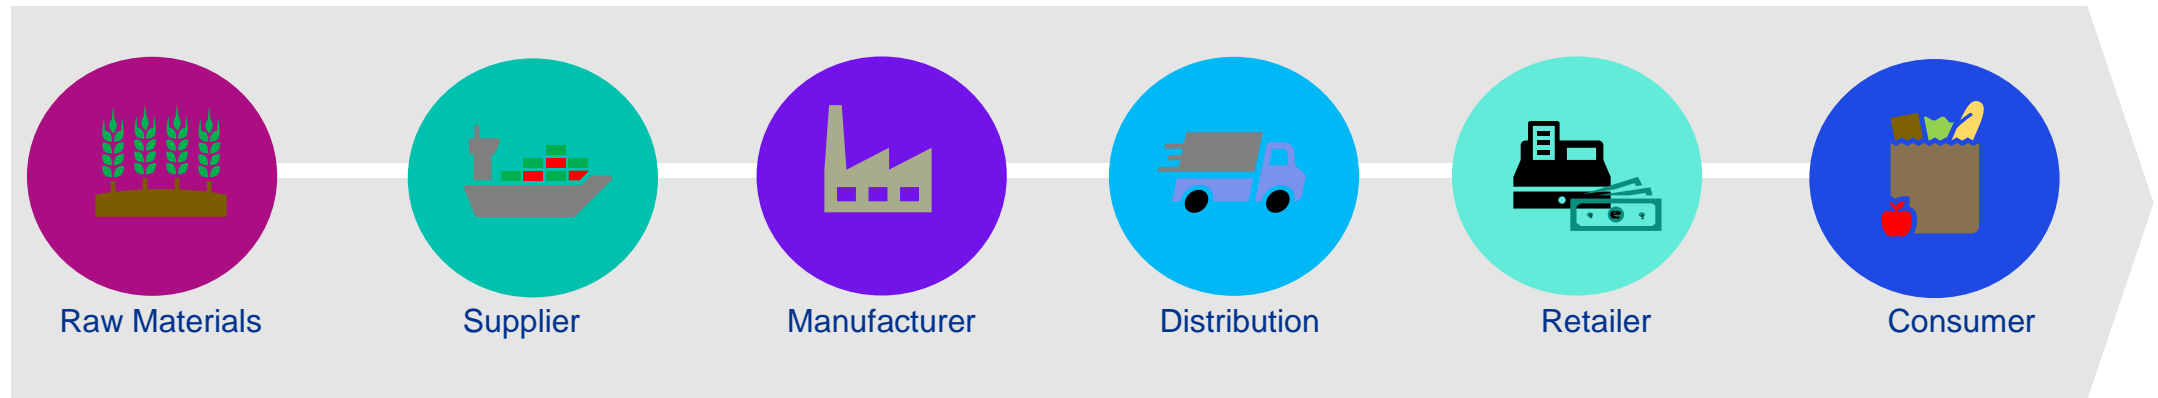 Raw Materials
Supplier
Manufacturer
Distribution
Retailer
Consumer